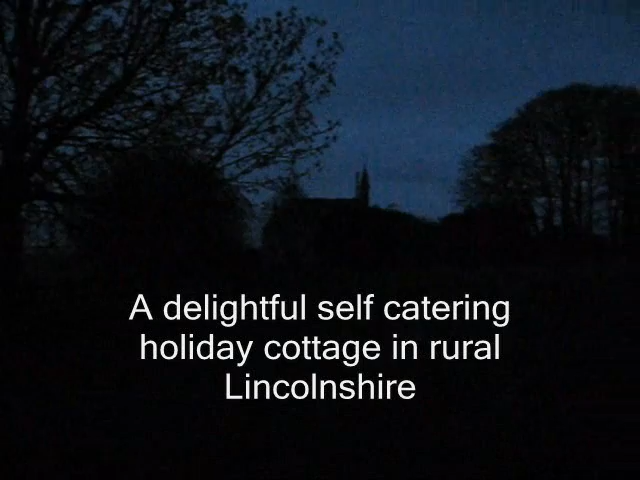 A delightful self catering
holiday cottage in rural
Lincolnshire